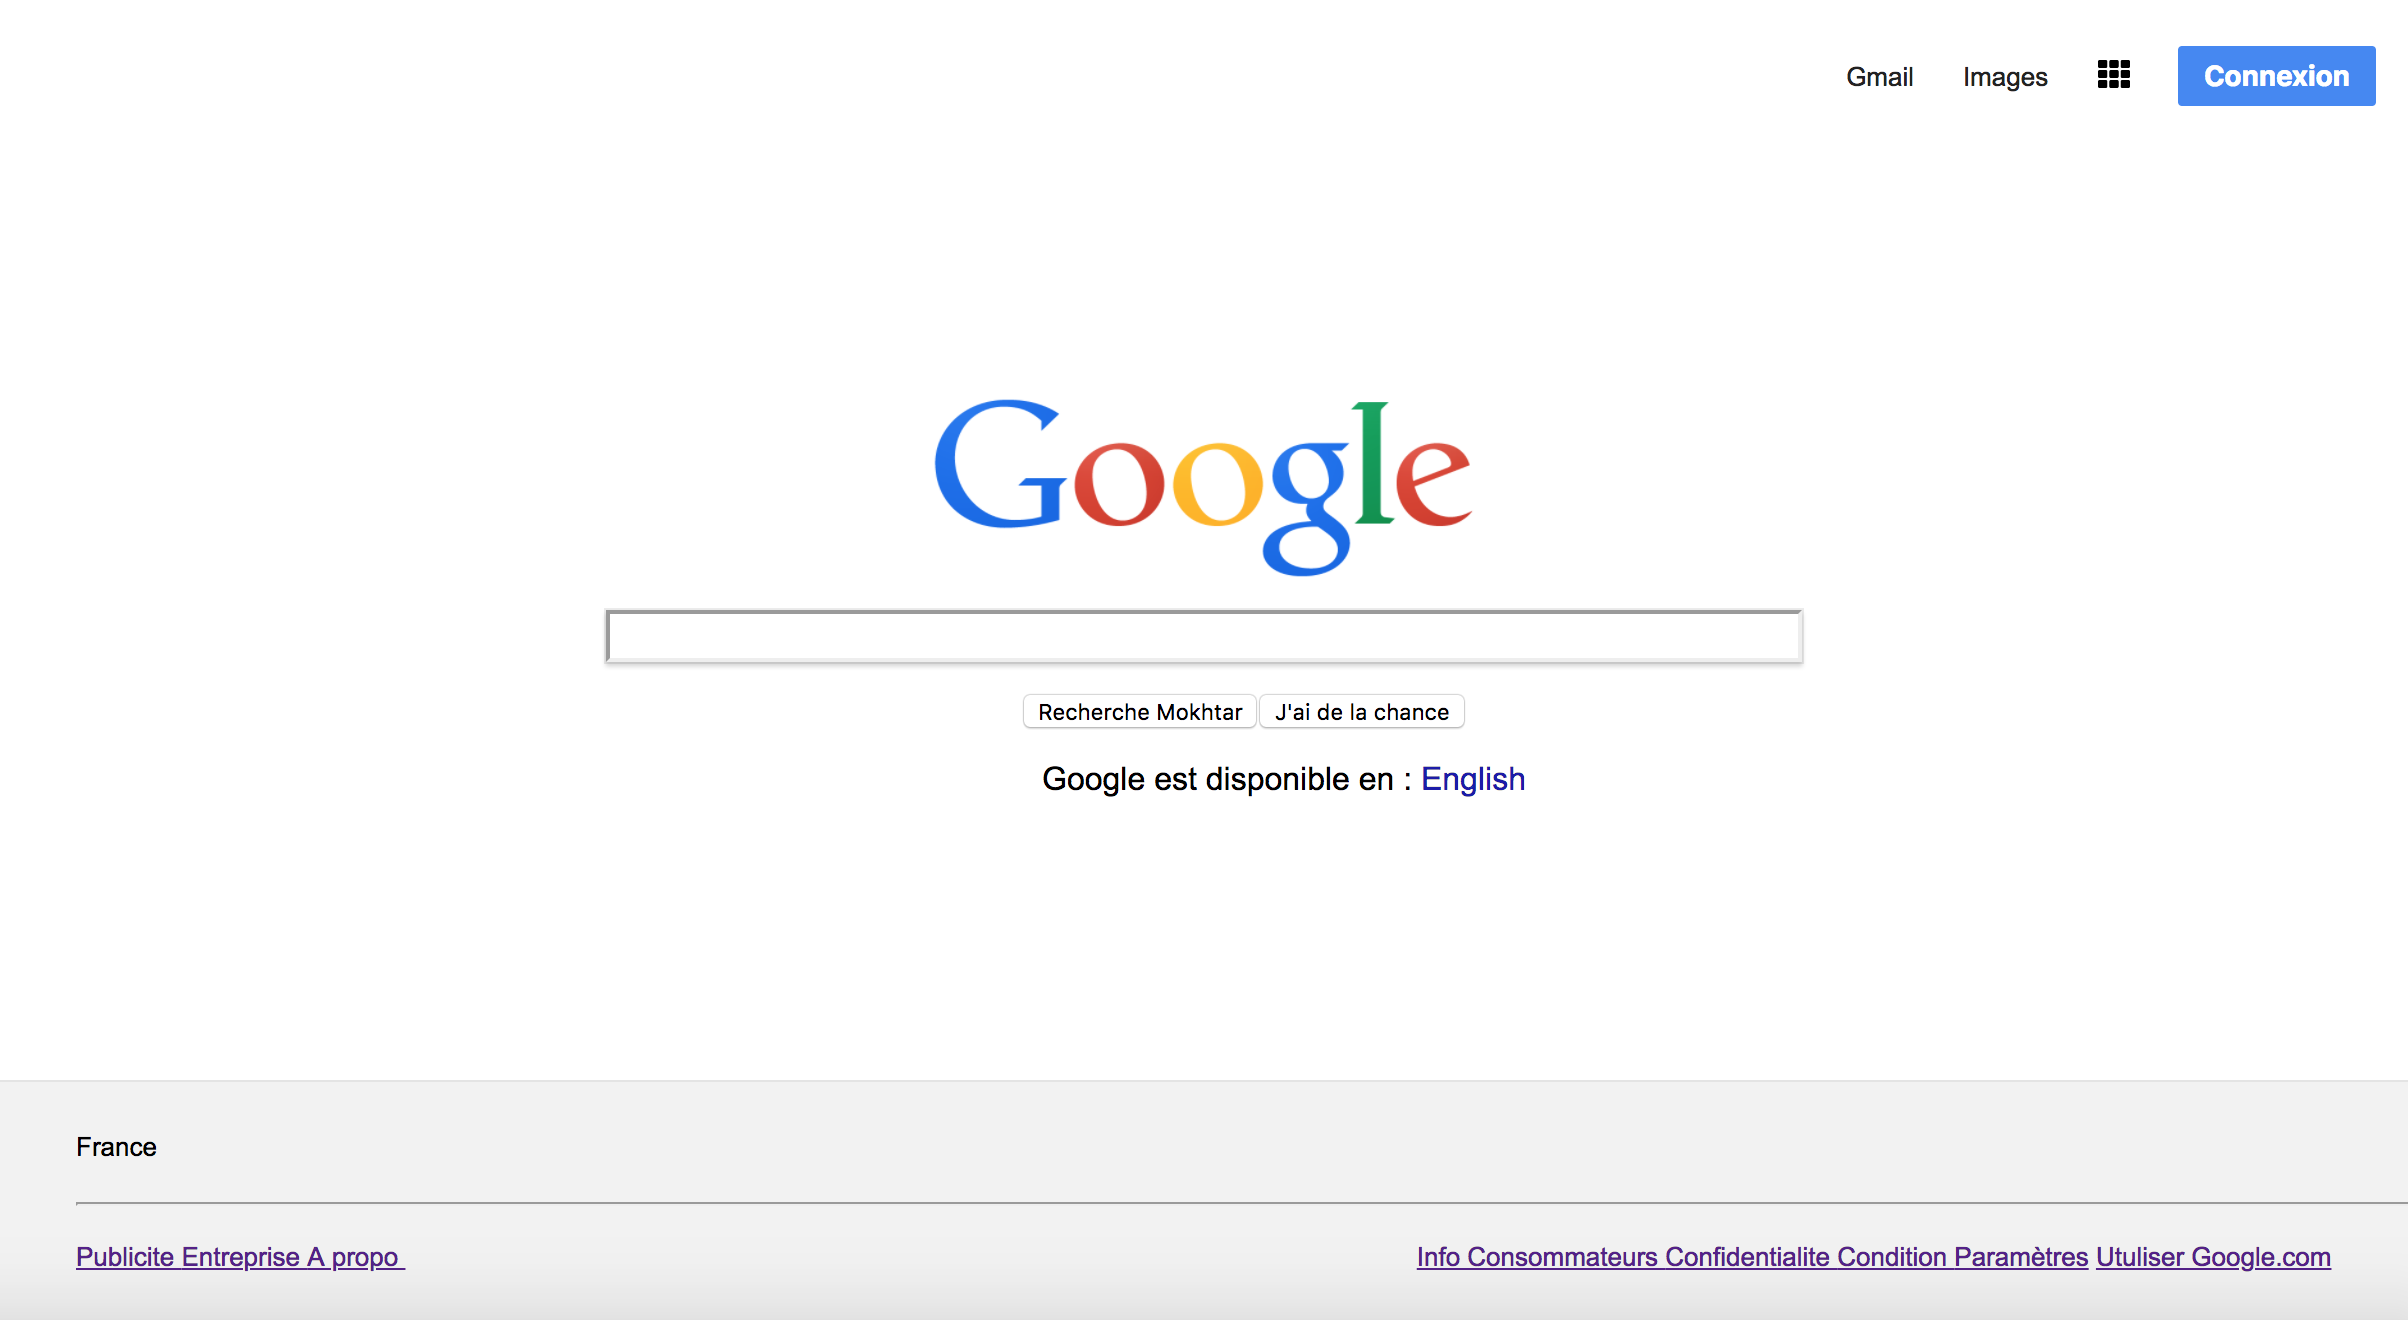 Gmail Images Connexion
Google
Recherche Mokhtar J'ai de la chance
Google est disponible en : English
France
Publicite Entreprise A propo Info Consommateurs Confidentialite Condition Paramètres Utuliser Google.com